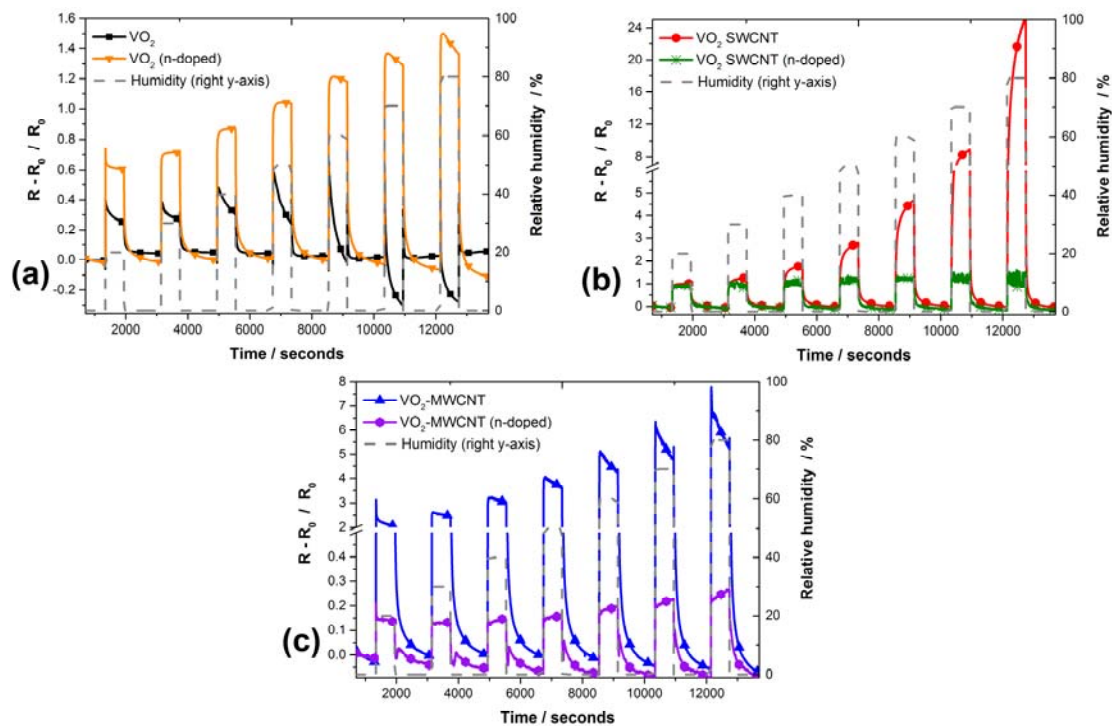 VO2
VO2 (n-doped)
Humidity (right y-axis)
R - R0 / R0
1.6
1.4
1.2
1.0
0.8
0.6
0.4
0.2
0.0
-0.2
100
80
60
40
20
0
Relative humidity / %
2000 4000 6000 8000 10000 12000
Time / seconds
(a)
VO2 SWCNT
VO2 SWCNT (n-doped)
Humidity (right y-axis)
R - R0 / R0
24
20
16
12
8
5
4
3
2
1
0
100
80
60
40
20
0
Relative humidity / %
2000 4000 6000 8000 10000 12000
Time / seconds
(b)
VO2-MWCNT
VO2-MWCNT (n-doped)
Humidity (right y-axis)
R - R0 / R0
8
7
6
5
4
3
2
0.4
0.3
0.2
0.1
0.0
100
80
60
40
20
0
Relative humidity / %
2000 4000 6000 8000 10000 12000
Time / seconds
(c)